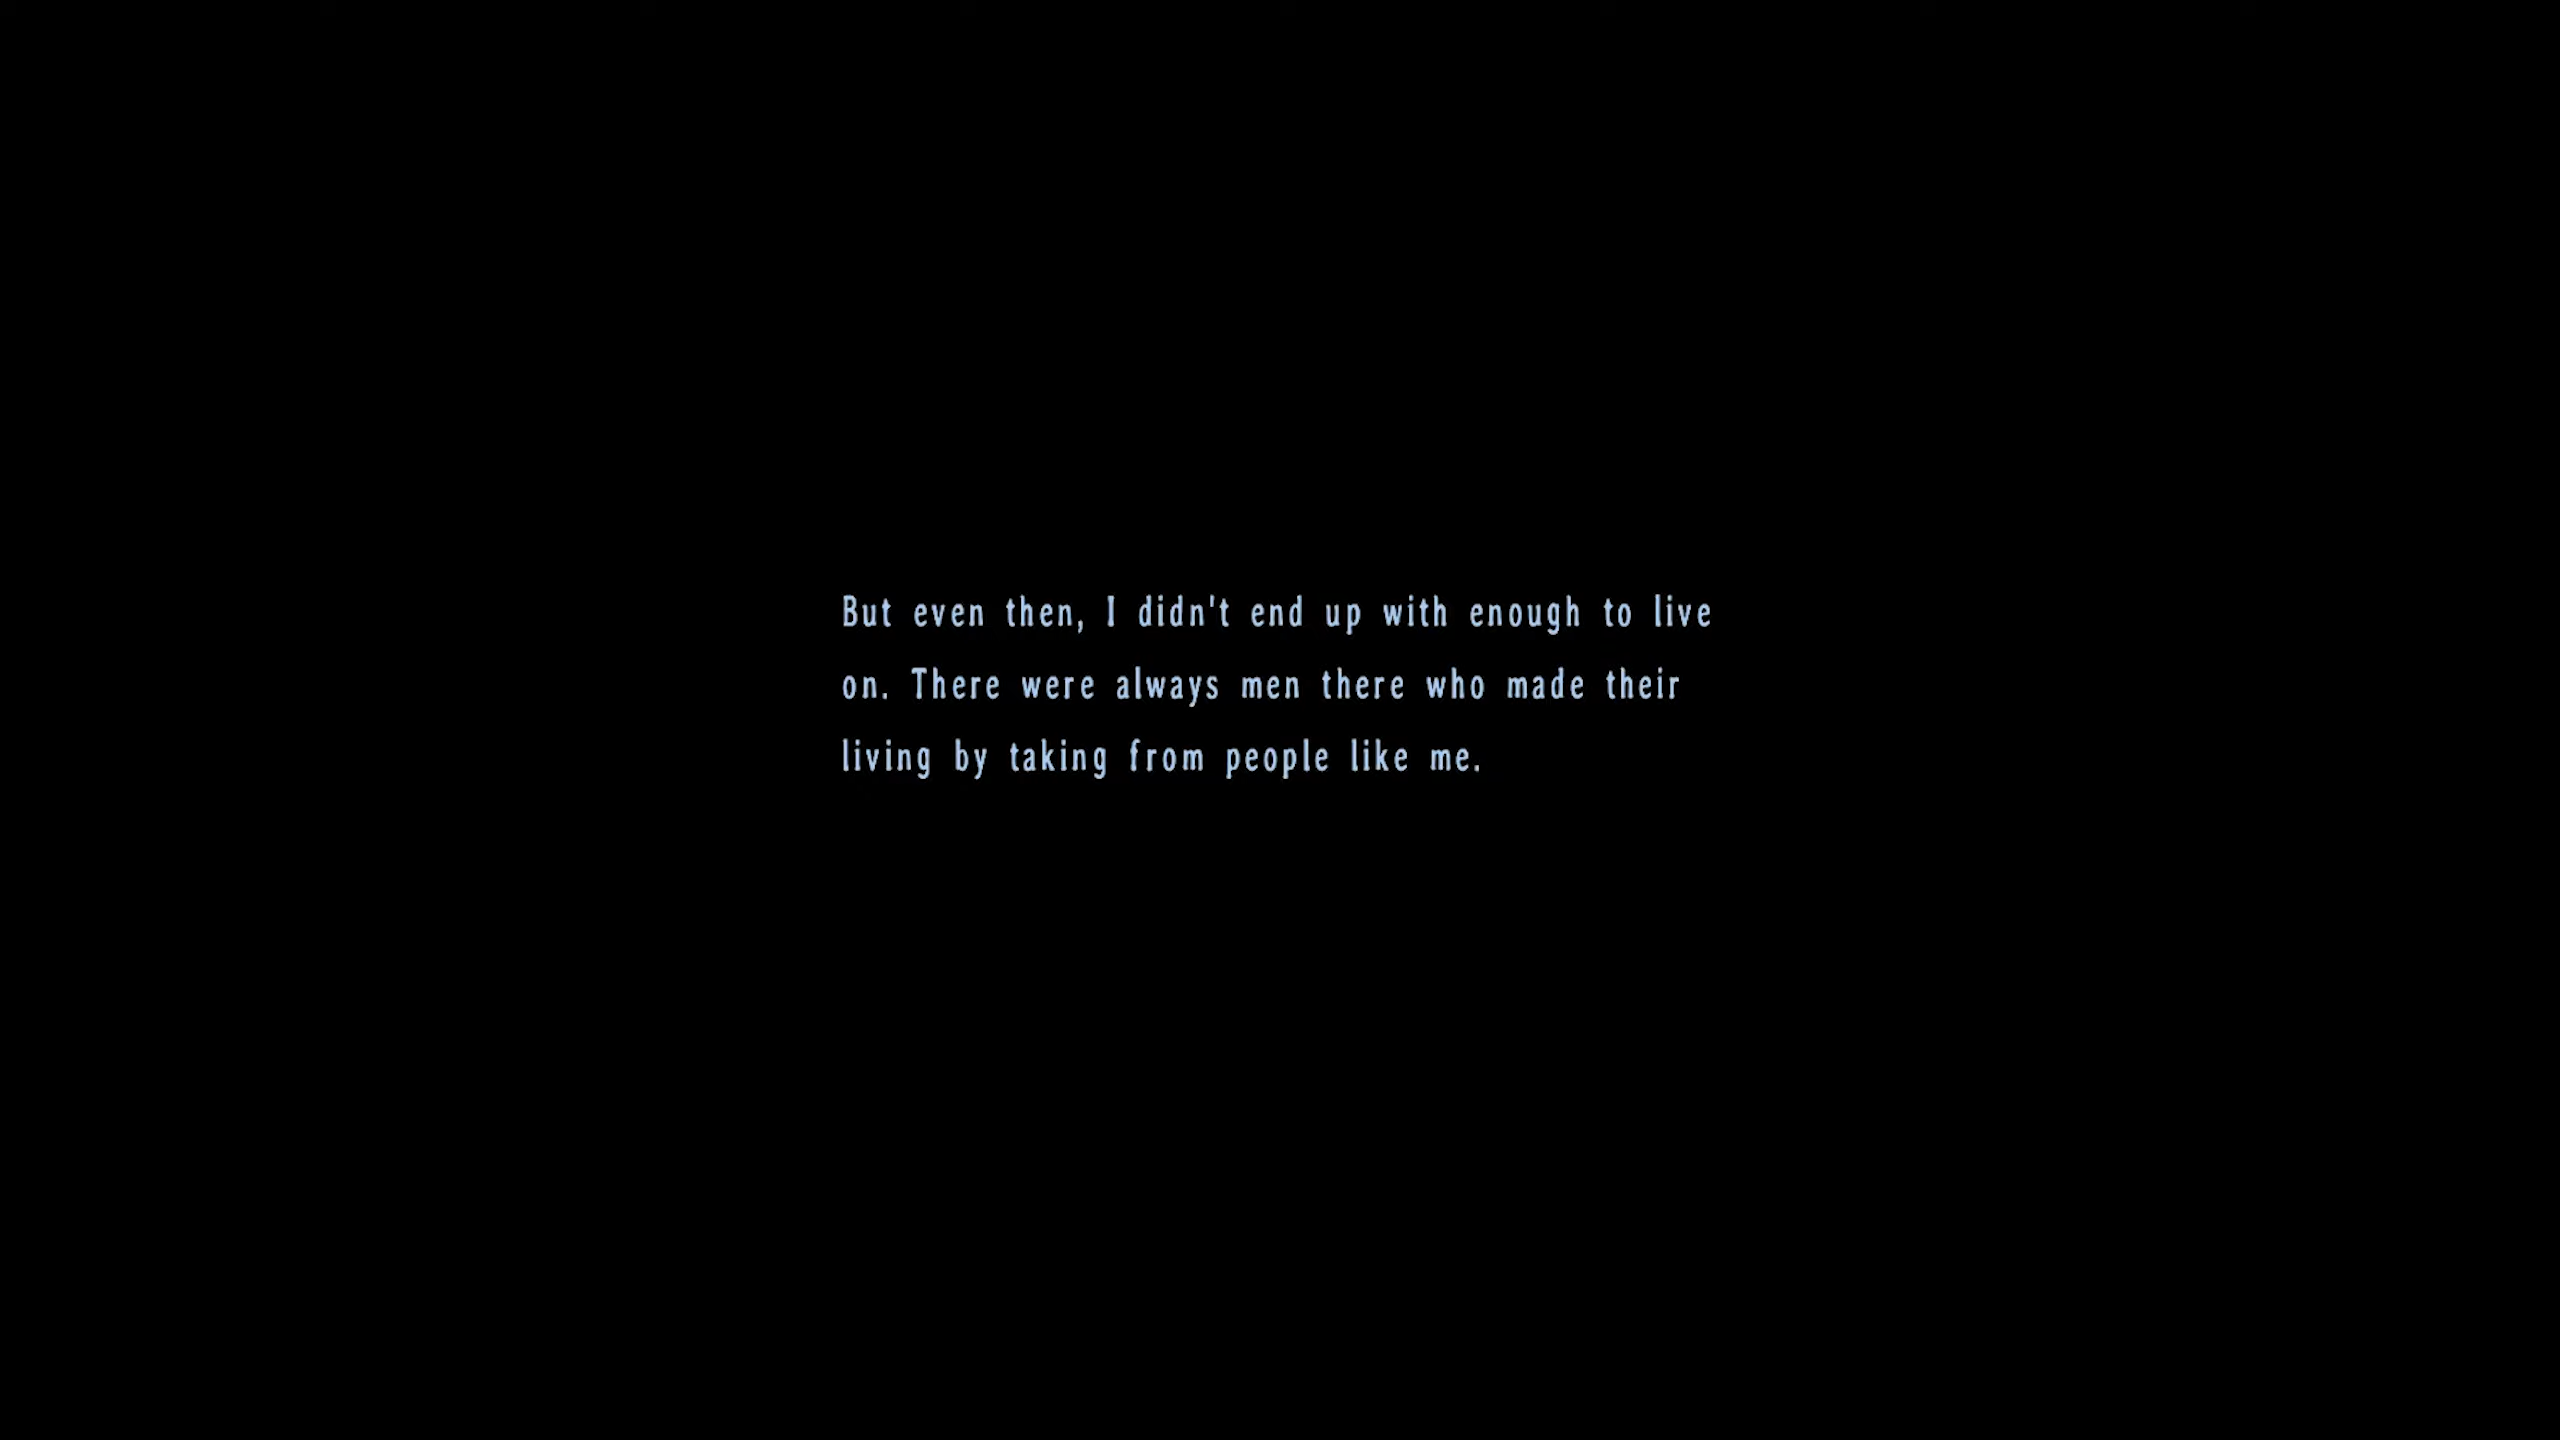 But even then, I didn't end up with enough to live
on. There were always men there who made their
living by taking from people like me.